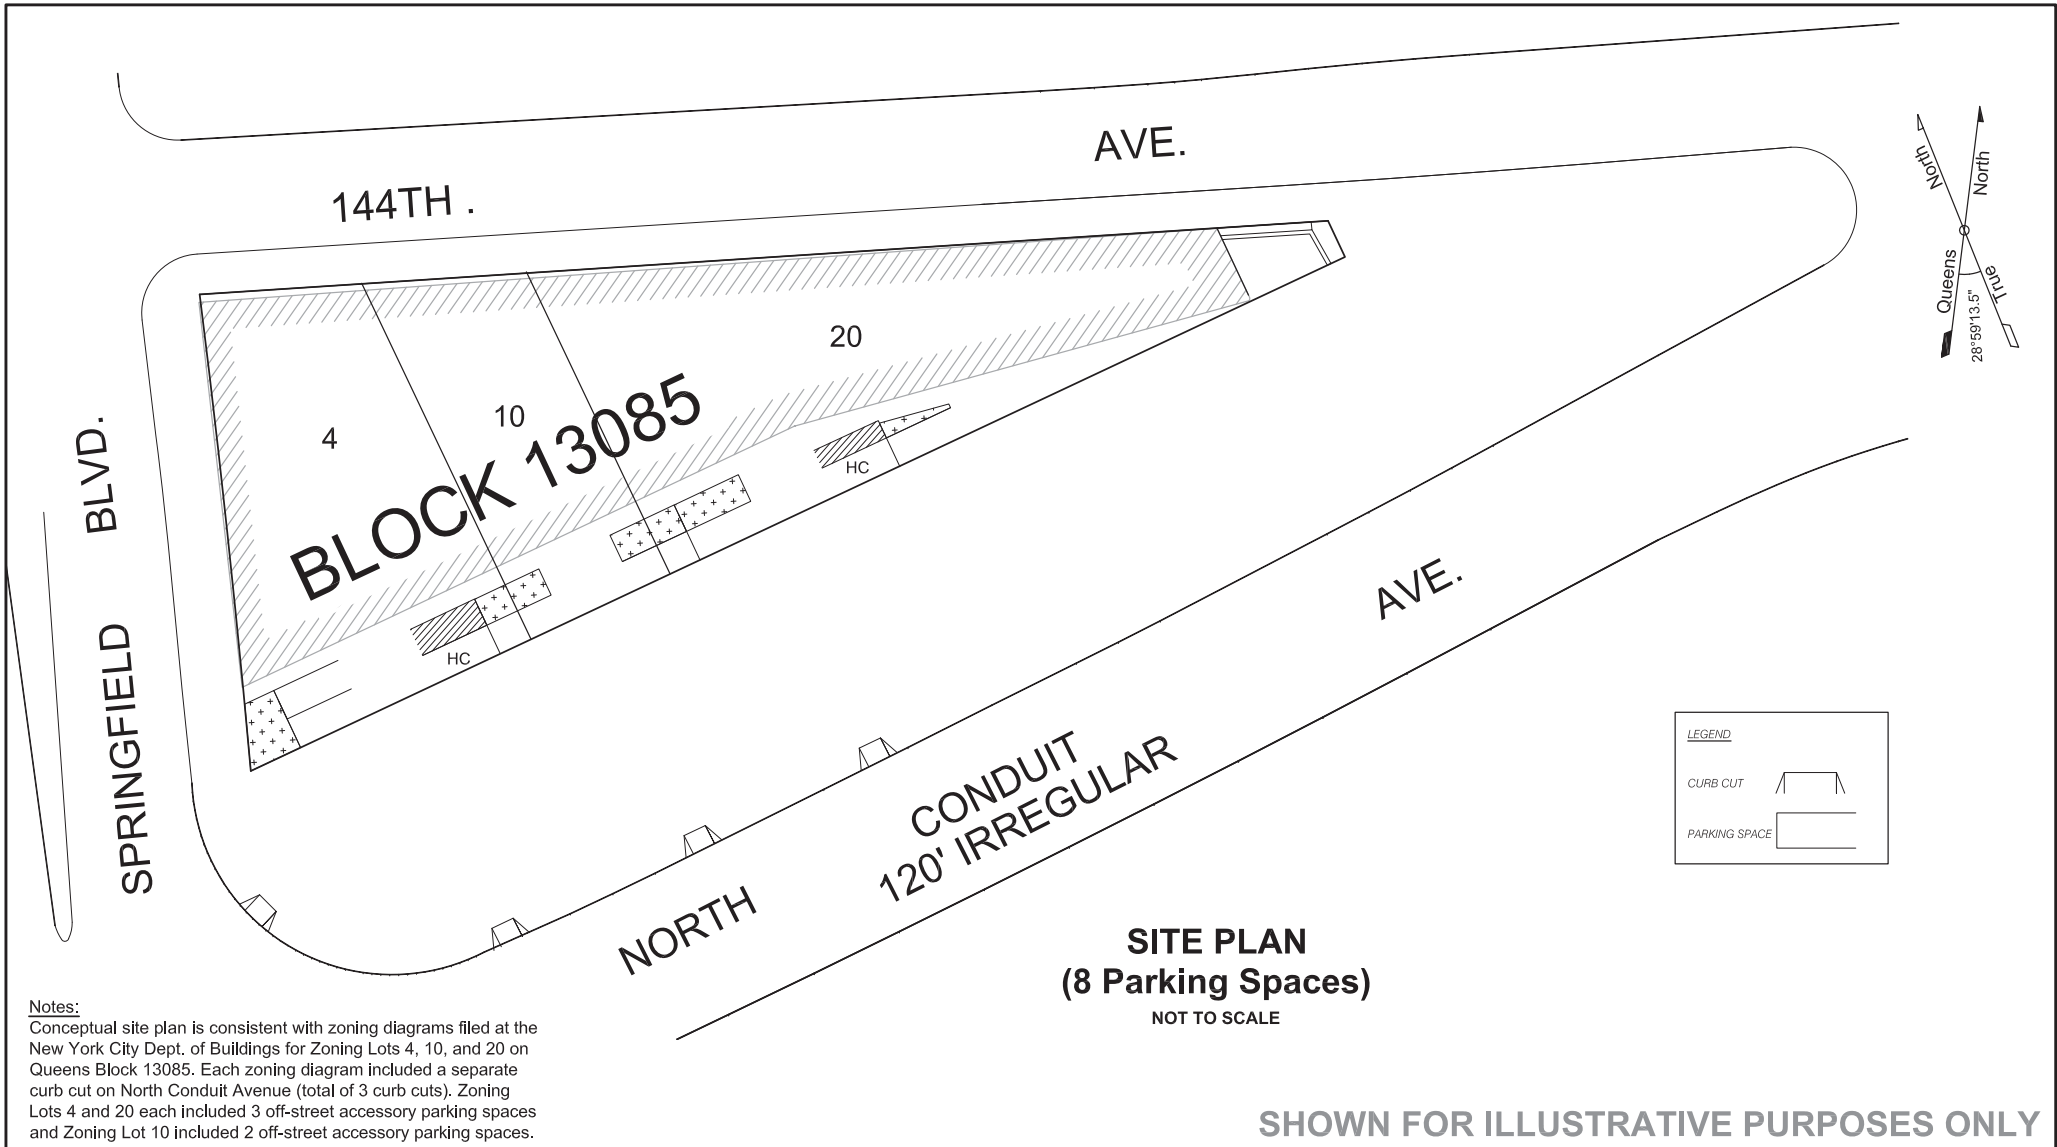 144TH .
AVE.
North
North
Queens
True
28°59'13.5"
4
10
20
BLOCK 13085
HC
HC
SPRINGFIELD
BLVD.
NORTH
CONDUIT
AVE.
120' IRREGULAR
LEGEND
CURB CUT
PARKING SPACE
SITE PLAN
(8 Parking Spaces)
NOT TO SCALE
Notes:
Conceptual site plan is consistent with zoning diagrams filed at the
New York City Dept. of Buildings for Zoning Lots 4, 10, and 20 on
Queens Block 13085. Each zoning diagram included a separate
curb cut on North Conduit Avenue (total of 3 curb cuts). Zoning
Lots 4 and 20 each included 3 off-street accessory parking spaces
and Zoning Lot 10 included 2 off-street accessory parking spaces.
SHOWN FOR ILLUSTRATIVE PURPOSES ONLY